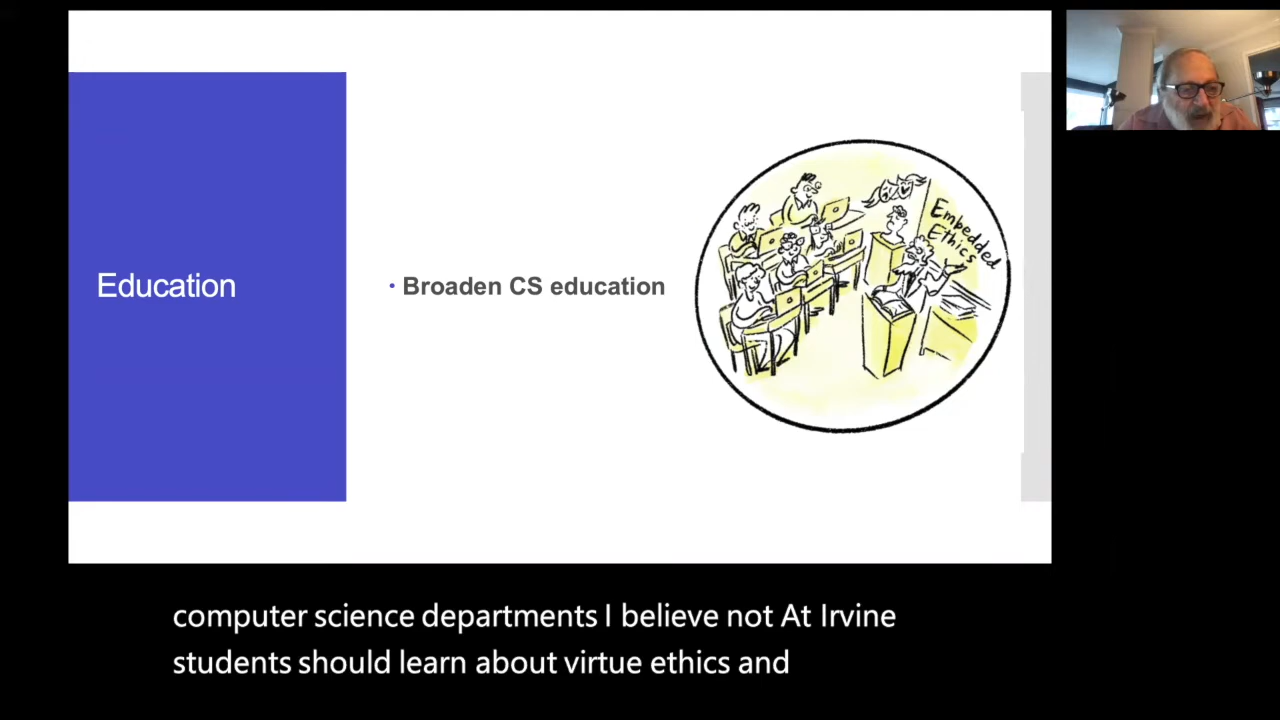 Education
• Broaden CS education
Embedded
Ethics
computer science departments I believe not At Irvine
students should learn about virtue ethics and